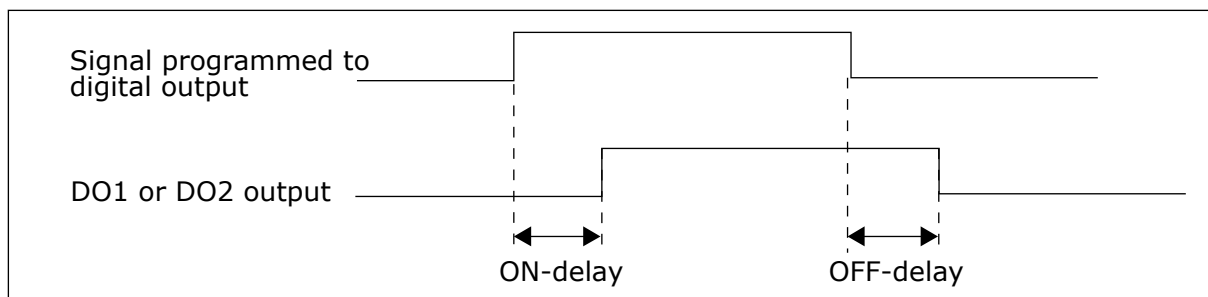 Signal programmed to
digital output
DO1 or DO2 output
ON-delay
OFF-delay